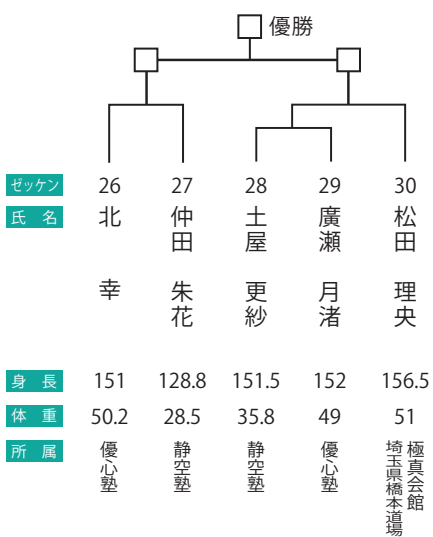 優勝
ゼッケン 26 27 28 29 30
氏名 北 幸 仲田 朱花 土屋 更紗 廣瀬 月渚 松田 理央
身長 151 128.8 151.5 152 156.5
体重 50.2 28.5 35.8 49 51
所属 優心塾 静空塾 静空塾 優心塾 極真会館 埼玉県橋本道場